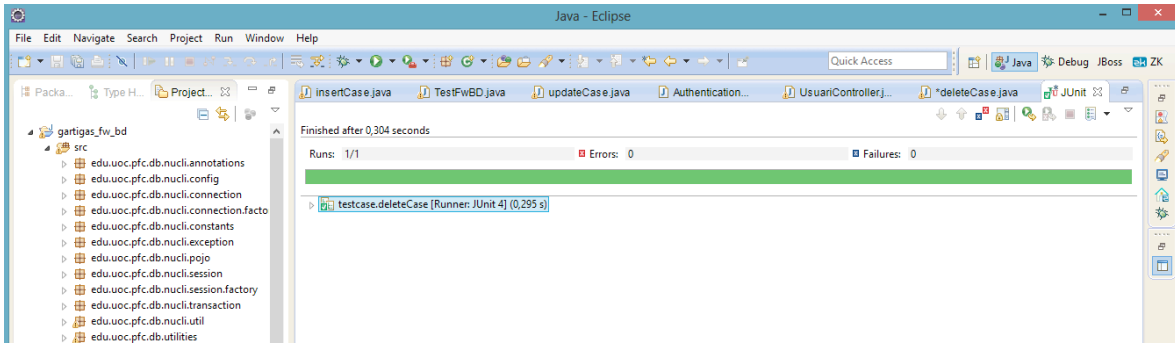 Java - Eclipse
File Edit Navigate Search Project Run Window Help
Quick Access Java Debug JBoss ZK
Packa... Type H... Project... insertCase.java TestFwBD.java updateCase.java Authentication... UsuariController.j... *deleteCase.java JUnit
gartigas_fw_bd
src
edu.uoc.pfc.db.nucli.annotations
edu.uoc.pfc.db.nucli.config
edu.uoc.pfc.db.nucli.connection
edu.uoc.pfc.db.nucli.connection.facto
edu.uoc.pfc.db.nucli.constants
edu.uoc.pfc.db.nucli.exception
edu.uoc.pfc.db.nucli.pojo
edu.uoc.pfc.db.nucli.session
edu.uoc.pfc.db.nucli.session.factory
edu.uoc.pfc.db.nucli.transaction
edu.uoc.pfc.db.nucli.util
edu.uoc.pfc.db.utilities
Finished after 0,304 seconds
Runs: 1/1 Errors: 0 Failures: 0
testcase.deleteCase [Runner: JUnit 4] (0,295 s)